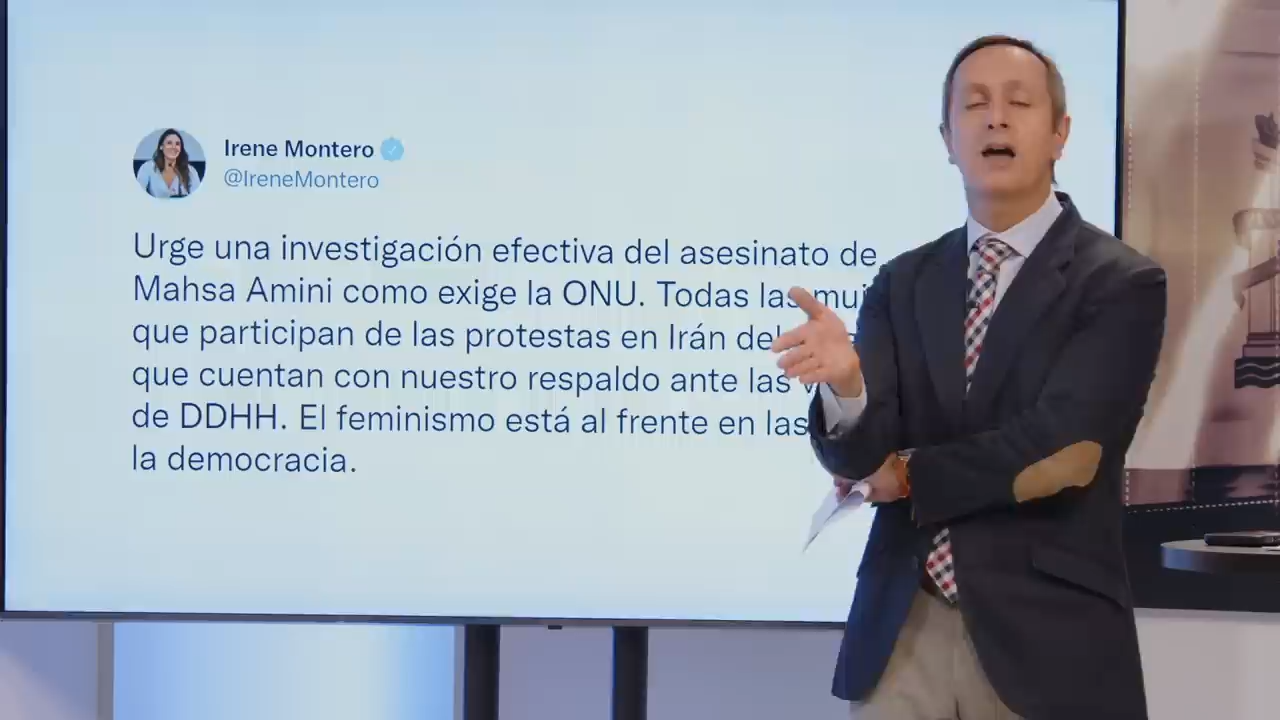 Irene Montero
@IreneMontero
Urge una investigación efectiva del asesinato de
Mahsa Amini como exige la ONU. Todas las
que participan de las protestas en Irán
que cuentan con nuestro respaldo ante las
de DDHH. El feminismo está al frente en las
la democracia.